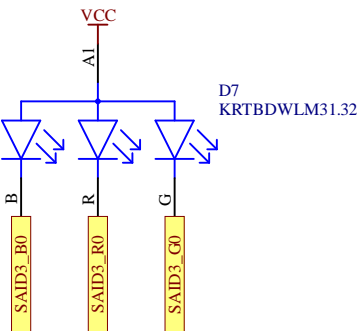 VCC
A1
D7
KRTBDWLM31.32
B
R
G
SAID3_B0
SAID3_R0
SAID3_G0